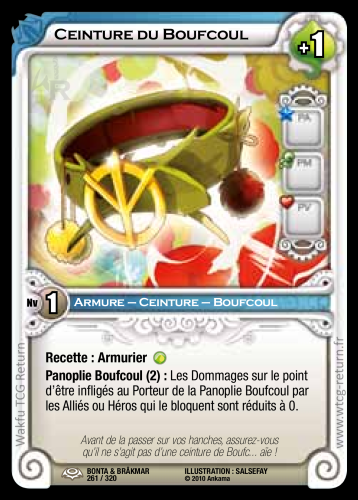 Ceinture du Boufcoul
+1
PA
PM
PV
Nv 1
Armure – Ceinture – Boufcoul
Recette : Armurier
Panoplie Boufcoul (2) : Les Dommages sur le point
d'être infligés au Porteur de la Panoplie Boufcoul par
les Alliés ou Héros qui le bloquent sont réduits à 0.
Avant de la passer sur vos hanches, assurez-vous
qu'il ne s'agit pas d'une ceinture de Boufc... aïe !
Wakfu TCG Return
www.wtcg-return.fr
BONTA & BRÂKMAR
261 / 320
ILLUSTRATION : SALSEFAY
© 2010 Ankama